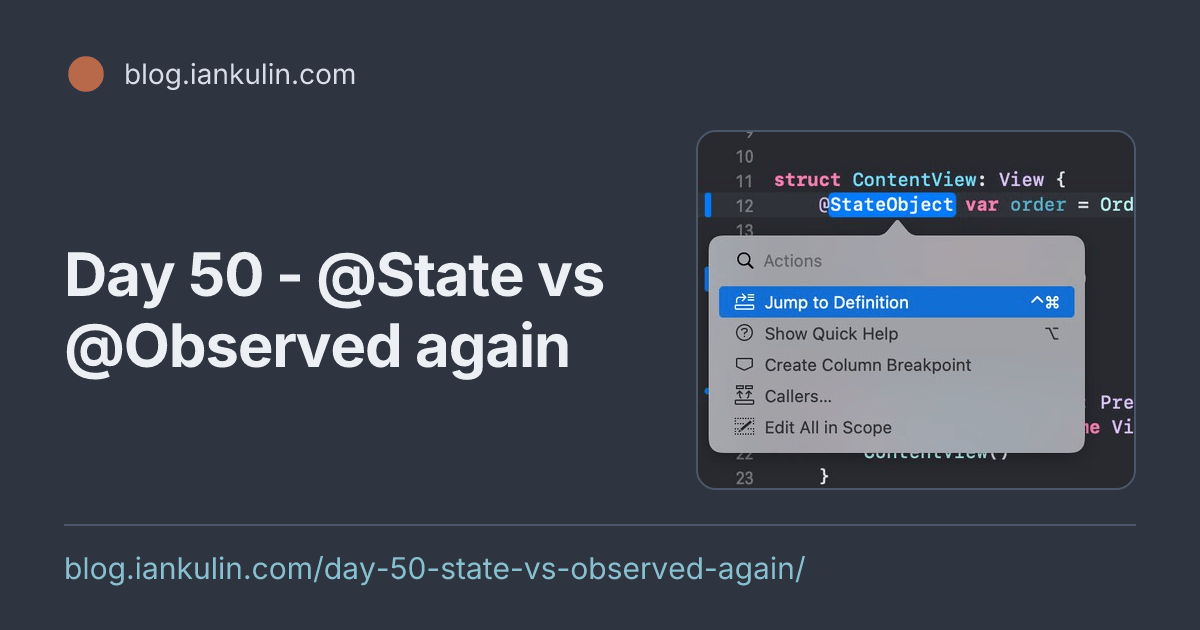 blog.iankulin.com
Day 50 - @State vs
@Observed again
10
11 struct ContentView: View {
12 @StateObject var order = Ord
13
Actions
Jump to Definition ^⌘
Show Quick Help ⌥
Create Column Breakpoint
Callers...
Edit All in Scope
Pre
Vi
22 ContentView()
23 }
blog.iankulin.com/day-50-state-vs-observed-again/